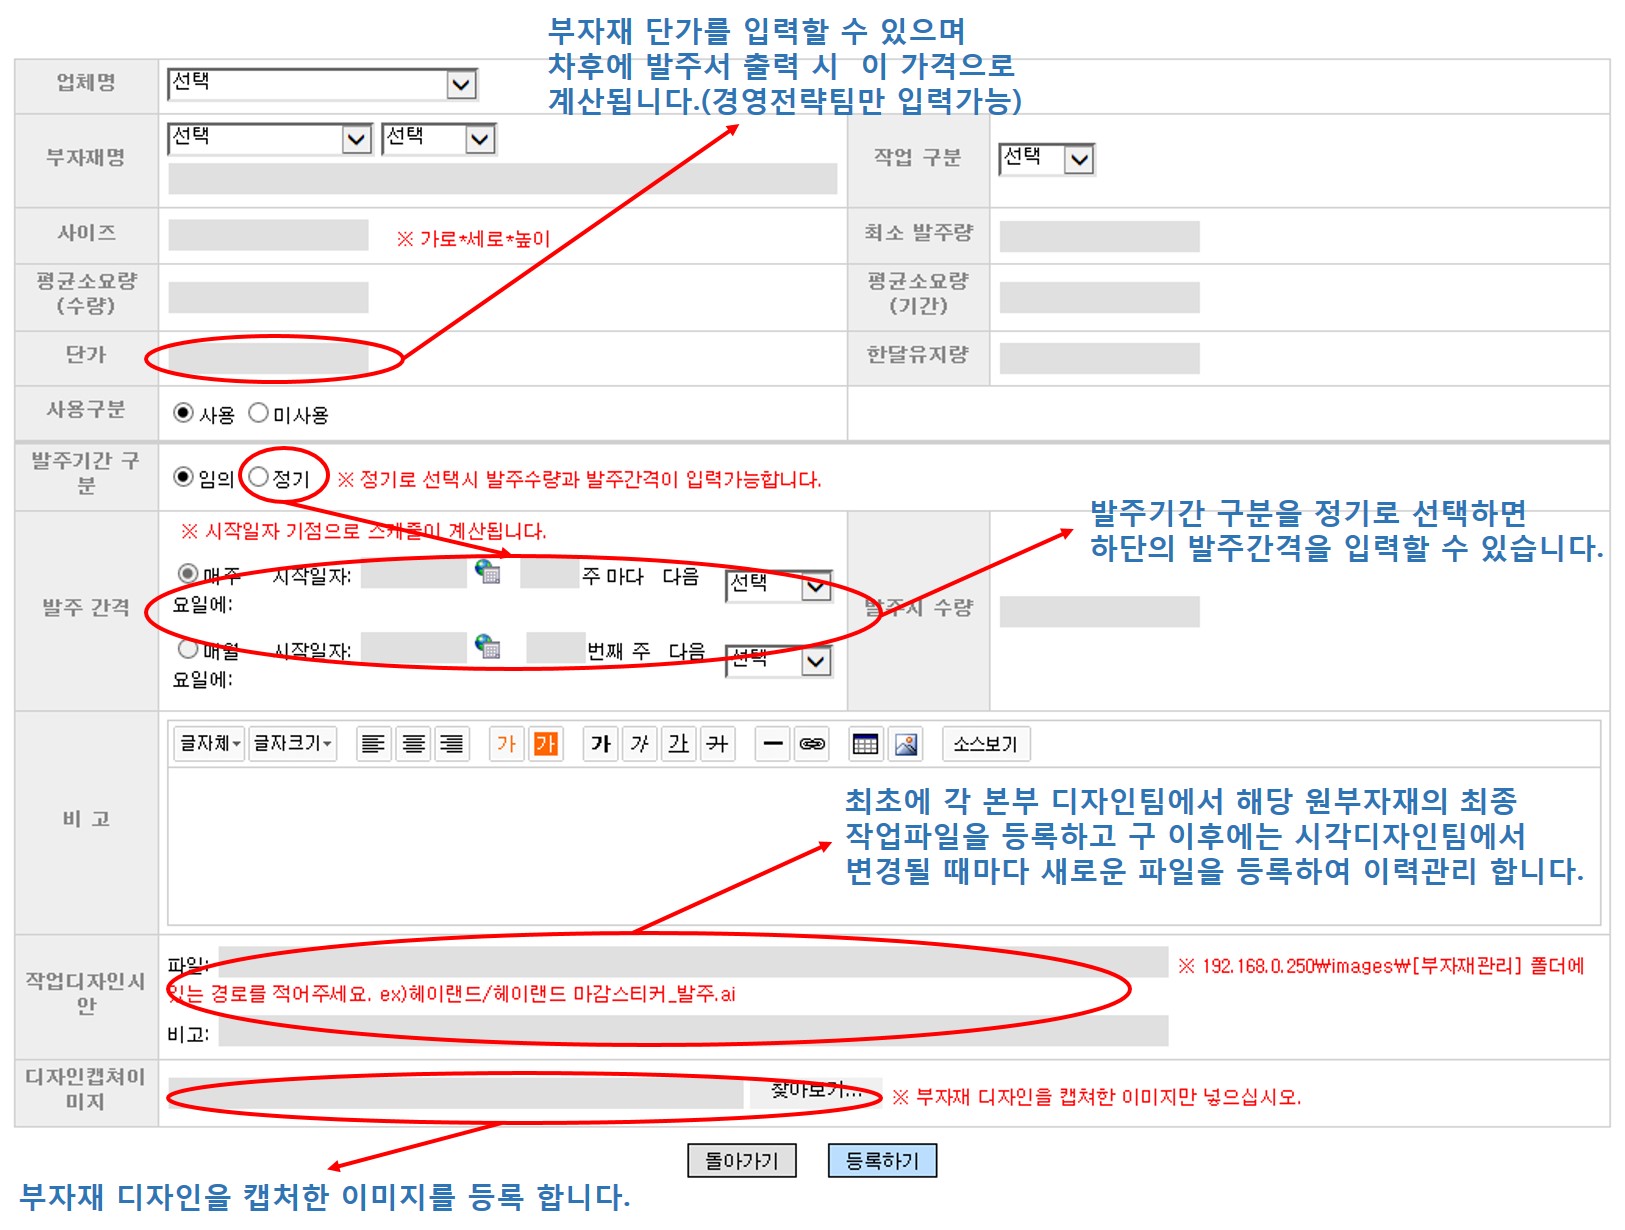 부자재 단가를 입력할 수 있으며
차후에 발주서 출력 시 이 가격으로
계산됩니다.(경영전략팀만 입력가능)
업체명 선택
부자재명 선택 선택 작업 구분 선택
사이즈 ※ 가로*세로*높이 최소 발주량
평균소요량 평균소요량
(수량) (기간)
단가 한달유지량
사용구분 사용 미사용
발주기간 구
분
임의 정기 ※ 정기로 선택시 발주수량과 발주간격이 입력가능합니다.
발주기간 구분을 정기로 선택하면
하단의 발주간격을 입력할 수 있습니다.
※ 시작일자 기점으로 스케줄이 계산됩니다.
매주 시작일자: 주 마다 다음 선택
요일에:
발주 간격 발주시 수량
매월 시작일자: 번째 주 다음 선택
요일에:
글자체 글자크기 가 가 가 가 가 가 소스보기
비 고
최초에 각 본부 디자인팀에서 해당 원부자재의 최종
작업파일을 등록하고 구 이후에는 시각디자인팀에서
변경될 때마다 새로운 파일을 등록하여 이력관리 합니다.
작업디자인시
안
파일: ※ 192.168.0.250₩images₩[부자재관리] 폴더에
있는 경로를 적어주세요. ex)헤이랜드/헤이랜드 마감스티커_발주.ai
비고:
디자인캡쳐이
미지
찾아보기... ※ 부자재 디자인을 캡쳐한 이미지만 넣으십시오.
돌아가기 등록하기
부자재 디자인을 캡처한 이미지를 등록 합니다.